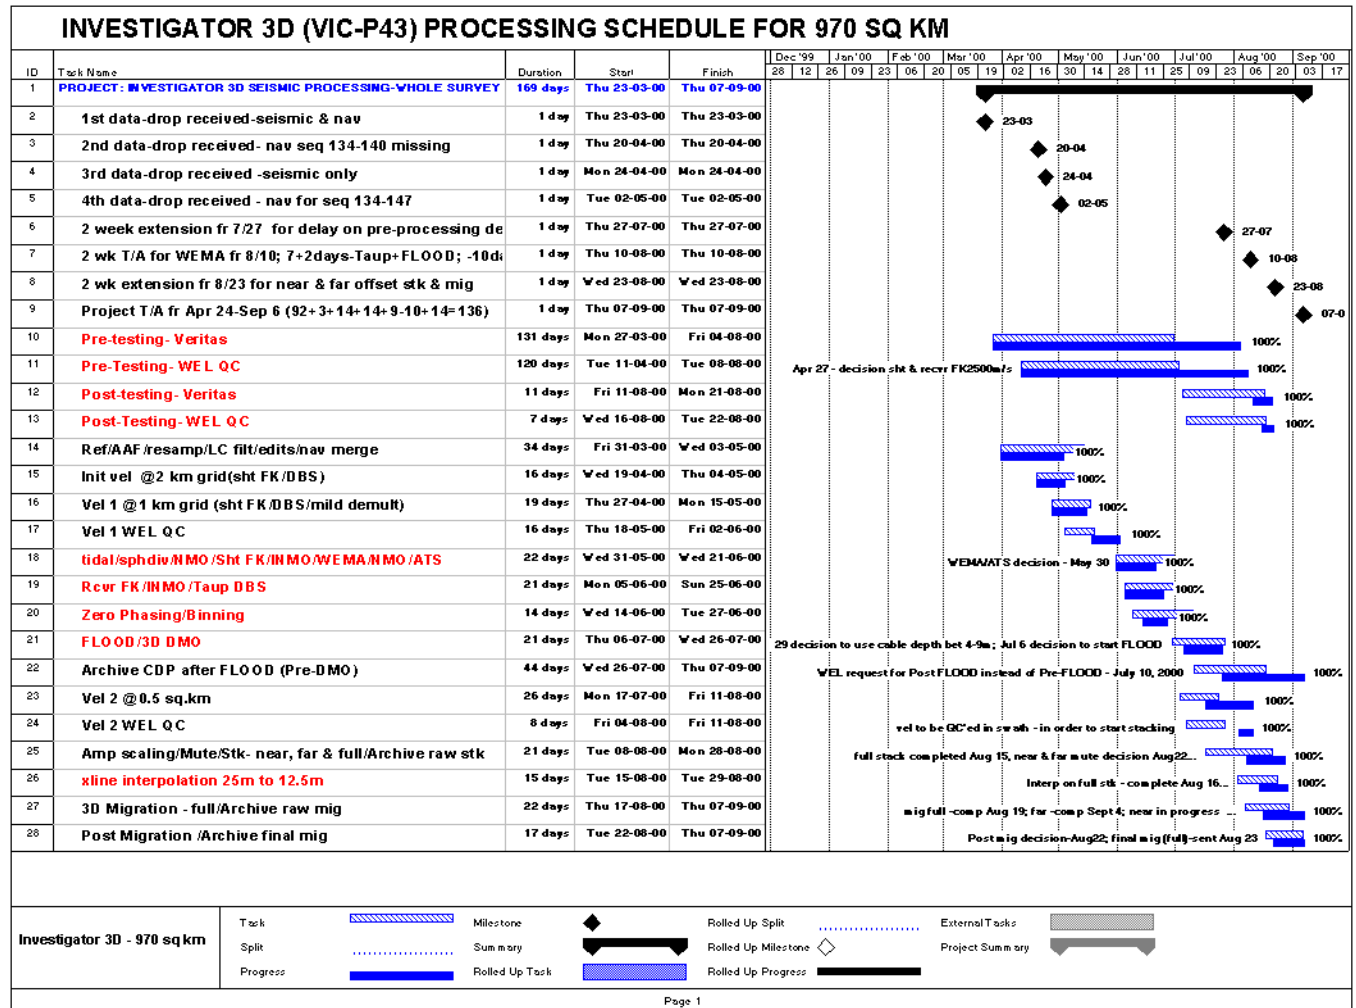 INVESTIGATOR 3D (VIC-P43) PROCESSING SCHEDULE FOR 970 SQ KM
Dec '99 Jan '00 Feb '00 Mar '00 Apr '00 May '00 Jun '00 Jul '00 Aug '00 Sep '00
ID Task Name Duration Start Finish 28 12 26 09 23 06 20 05 19 02 16 30 14 28 11 25 09 23 06 20 03 17
1 PROJECT: INVESTIGATOR 3D SEISMIC PROCESSING-WHOLE SURVEY 169 days Thu 23-03-00 Thu 07-09-00
2 1st data-drop received-seismic & nav 1 day Thu 23-03-00 Thu 23-03-00 23-03
3 2nd data-drop received- nav seq 134-140 missing 1 day Thu 20-04-00 Thu 20-04-00 20-04
4 3rd data-drop received -seismic only 1 day Mon 24-04-00 Mon 24-04-00 24-04
5 4th data-drop received - nav for seq 134-147 1 day Tue 02-05-00 Tue 02-05-00 02-05
6 2 week extension fr 7/27 for delay on pre-processing de 1 day Thu 27-07-00 Thu 27-07-00 27-07
7 2 wk T/A for WEMA fr 8/10; 7+2days-Taup+FLOOD; -10da 1 day Thu 10-08-00 Thu 10-08-00 10-08
8 2 wk extension fr 8/23 for near & far offset stk & mig 1 day Wed 23-08-00 Wed 23-08-00 23-08
9 Project T/A fr Apr 24-Sep 6 (92+3+14+14+9-10+14=136) 1 day Thu 07-09-00 Thu 07-09-00 07-0
10 Pre-testing- Veritas 131 days Mon 27-03-00 Fri 04-08-00 100%
11 Pre-Testing- WEL QC 120 days Tue 11-04-00 Tue 08-08-00 Apr 27 - decision sht & recvr FK2500m/s 100%
12 Post-testing- Veritas 11 days Fri 11-08-00 Mon 21-08-00 100%
13 Post-Testing- WEL QC 7 days Wed 16-08-00 Tue 22-08-00 100%
14 Ref/AAF/resamp/LC filt/edits/nav merge 34 days Fri 31-03-00 Wed 03-05-00 100%
15 Init vel @2 km grid(sht FK/DBS) 16 days Wed 19-04-00 Thu 04-05-00 100%
16 Vel 1 @1 km grid (sht FK/DBS/mild demult) 19 days Thu 27-04-00 Mon 15-05-00 100%
17 Vel 1 WEL QC 16 days Thu 18-05-00 Fri 02-06-00 100%
18 tidal/sphdiv/NMO/Sht FK/INMO/WEMA/NMO/ATS 22 days Wed 31-05-00 Wed 21-06-00 WEMA/ATS decision - May 30 100%
19 Rcvr FK/INMO/Taup DBS 21 days Mon 05-06-00 Sun 25-06-00 100%
20 Zero Phasing/Binning 14 days Wed 14-06-00 Tue 27-06-00 100%
21 FLOOD/3D DMO 21 days Thu 06-07-00 Wed 26-07-00 29 decision to use cable depth bet 4-9m; Jul 6 decision to start FLOOD 100%
22 Archive CDP after FLOOD (Pre-DMO) 44 days Wed 26-07-00 Thu 07-09-00 WEL request for Post FLOOD instead of Pre-FLOOD - July 10, 2000 100%
23 Vel 2 @0.5 sq.km 26 days Mon 17-07-00 Fri 11-08-00 100%
24 Vel 2 WEL QC 8 days Fri 04-08-00 Fri 11-08-00 vel to be QC'ed in swath - in order to start stacking 100%
25 Amp scaling/Mute/Stk- near, far & full/Archive raw stk 21 days Tue 08-08-00 Mon 28-08-00 full stack completed Aug 15, near & far mute decision Aug22... 100%
26 xline interpolation 25m to 12.5m 15 days Tue 15-08-00 Tue 29-08-00 Interp on full stk - complete Aug 16... 100%
27 3D Migration - full/Archive raw mig 22 days Thu 17-08-00 Thu 07-09-00 mig full -comp Aug 19; far -comp Sept 4; near in progress ... 100%
28 Post Migration /Archive final mig 17 days Tue 22-08-00 Thu 07-09-00 Post mig decision-Aug22; final mig (full)-sent Aug 23 100%
Investigator 3D - 970 sq km
Task Milestone Rolled Up Split External Tasks
Split Summary Rolled Up Milestone Project Summary
Progress Rolled Up Task Rolled Up Progress
Page 1